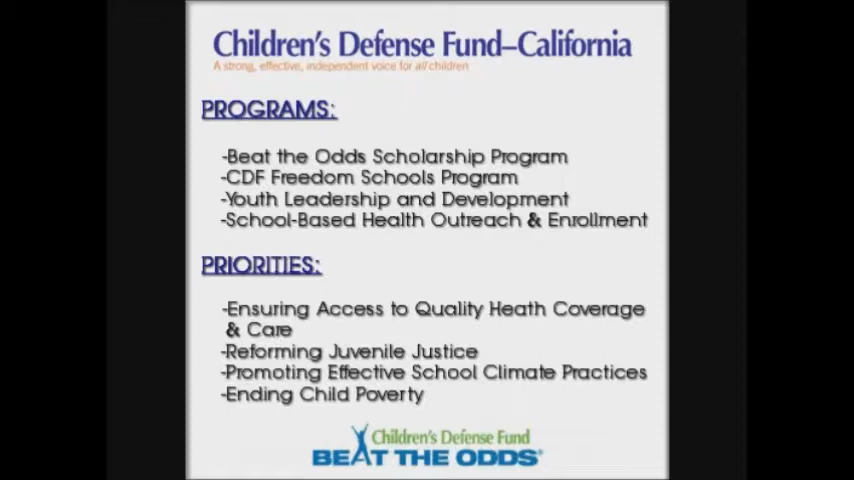 Children's Defense Fund–California
A strong, effective, independent voice for all children
PROGRAMS:
-Beat the Odds Scholarship Program
-CDF Freedom Schools Program
-Youth Leadership and Development
-School-Based Health Outreach & Enrollment
PRIORITIES:
-Ensuring Access to Quality Heath Coverage
& Care
-Reforming Juvenile Justice
-Promoting Effective School Climate Practices
-Ending Child Poverty
Children's Defense Fund
BEAT THE ODDS®